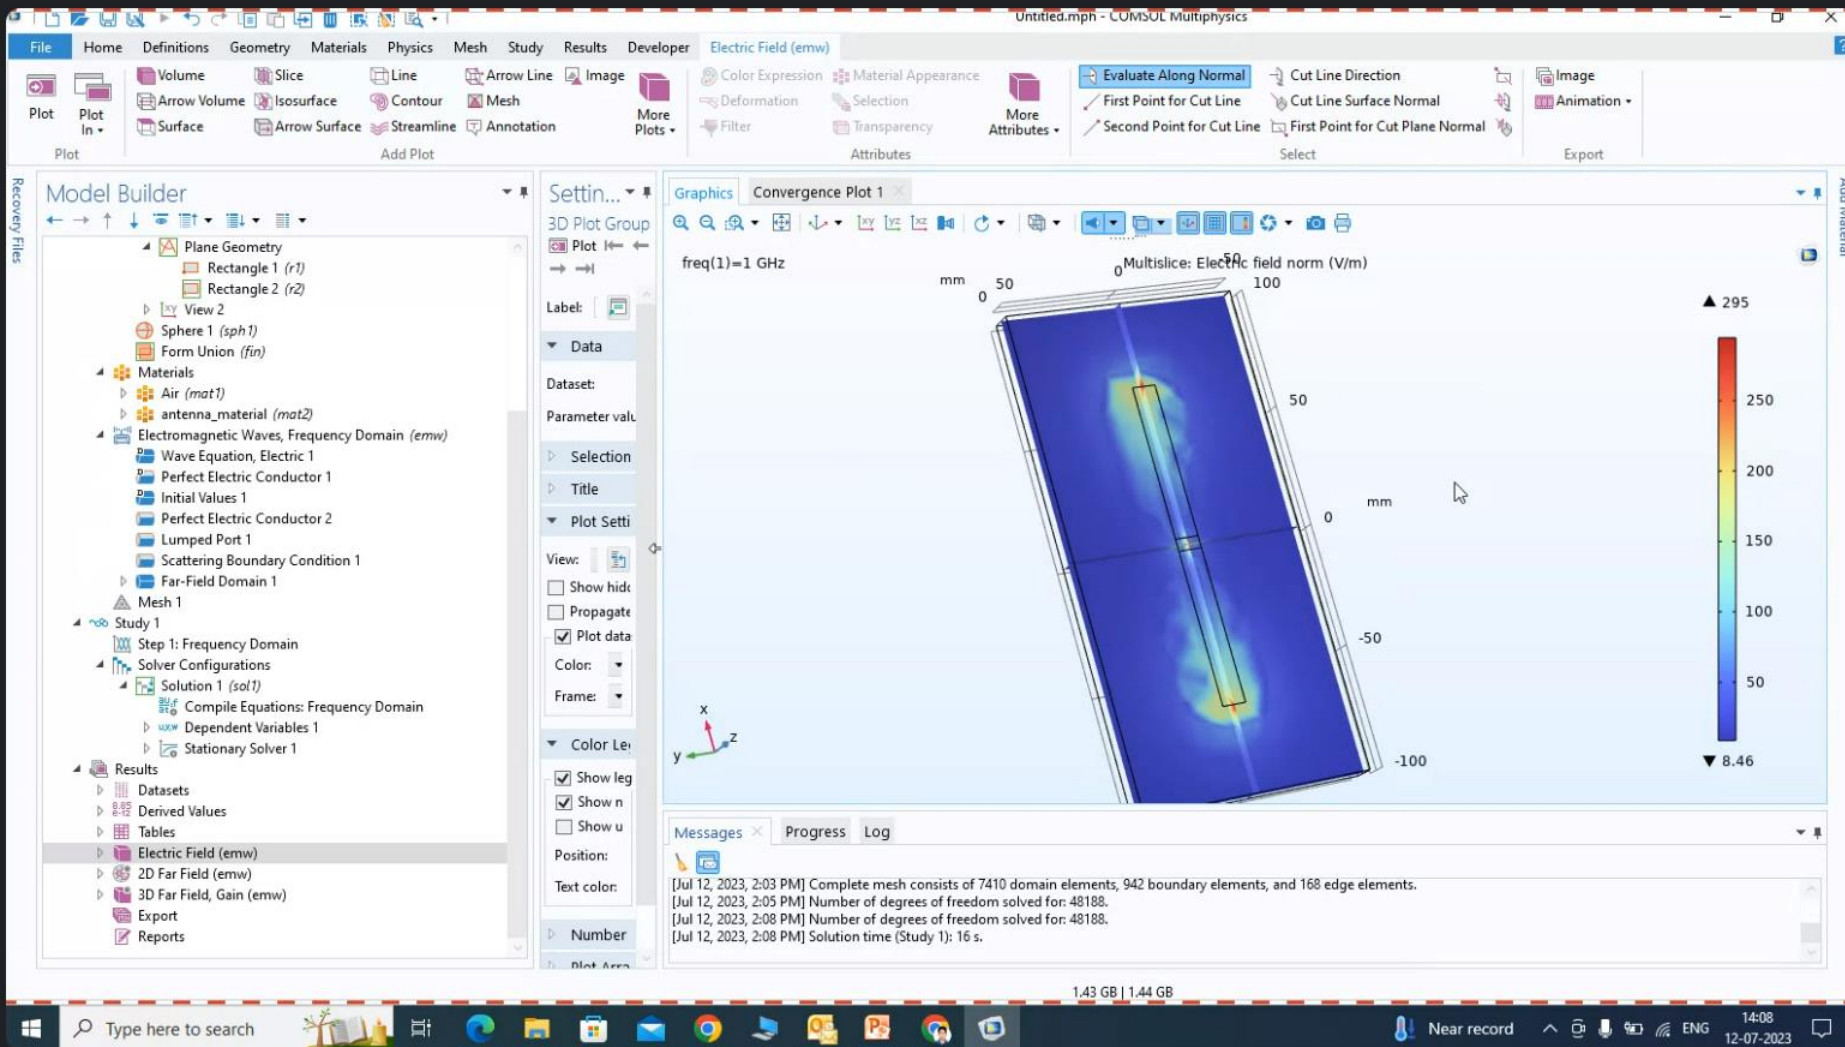 Untitled.mph - COMSOL Multiphysics
File Home Definitions Geometry Materials Physics Mesh Study Results Developer Electric Field (emw)
Volume Slice Line Arrow Line Image Color Expression Material Appearance Evaluate Along Normal Cut Line Direction Image
Arrow Volume Isosurface Contour Mesh Deformation Selection First Point for Cut Line Cut Line Surface Normal Animation
Surface Arrow Surface Streamline Annotation Filter Transparency Second Point for Cut Line First Point for Cut Plane Normal
Plot
Plot In
More Plots
More Attributes
Plot Add Plot Attributes Select Export
Recovery Files
Model Builder
Plane Geometry
Rectangle 1 (r1)
Rectangle 2 (r2)
xy View 2
Sphere 1 (sph1)
Form Union (fin)
Materials
Air (mat1)
antenna_material (mat2)
Electromagnetic Waves, Frequency Domain (emw)
Wave Equation, Electric 1
Perfect Electric Conductor 1
Initial Values 1
Perfect Electric Conductor 2
Lumped Port 1
Scattering Boundary Condition 1
Far-Field Domain 1
Mesh 1
Study 1
Step 1: Frequency Domain
Solver Configurations
Solution 1 (sol1)
Compile Equations: Frequency Domain
Dependent Variables 1
Stationary Solver 1
Results
Datasets
Derived Values
Tables
Electric Field (emw)
2D Far Field (emw)
3D Far Field, Gain (emw)
Export
Reports
Settin...
3D Plot Group
Plot
Label:
Data
Dataset:
Parameter valu
Selection
Title
Plot Setti
View:
Show hidd
Propagate
Plot data
Color:
Frame:
Color Le
Show leg
Show n
Show u
Position:
Text color:
Number
Plot Arra
Graphics Convergence Plot 1
xy yz xz
freq(1)=1 GHz
Multislice: Electric field norm (V/m)
mm 0 50 0 -50 100
50
mm
0
-50
-100
x
y
z
295
250
200
150
100
50
8.46
Messages Progress Log
[Jul 12, 2023, 2:03 PM] Complete mesh consists of 7410 domain elements, 942 boundary elements, and 168 edge elements.
[Jul 12, 2023, 2:05 PM] Number of degrees of freedom solved for: 48188.
[Jul 12, 2023, 2:08 PM] Number of degrees of freedom solved for: 48188.
[Jul 12, 2023, 2:08 PM] Solution time (Study 1): 16 s.
1.43 GB | 1.44 GB
Type here to search
Near record
ENG
14:08
12-07-2023